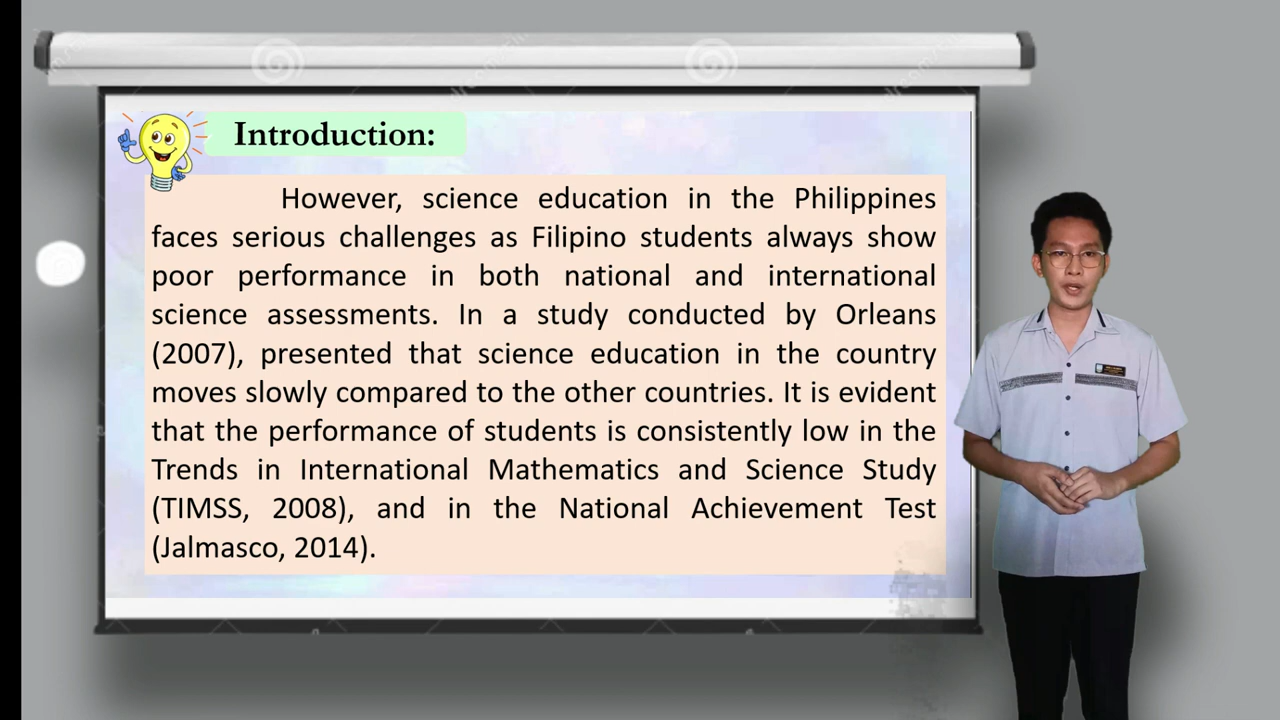 Introduction:
However, science education in the Philippines
faces serious challenges as Filipino students always show
poor performance in both national and international
science assessments. In a study conducted by Orleans
(2007), presented that science education in the country
moves slowly compared to the other countries. It is evident
that the performance of students is consistently low in the
Trends in International Mathematics and Science Study
(TIMSS, 2008), and in the National Achievement Test
(Jalmasco, 2014).